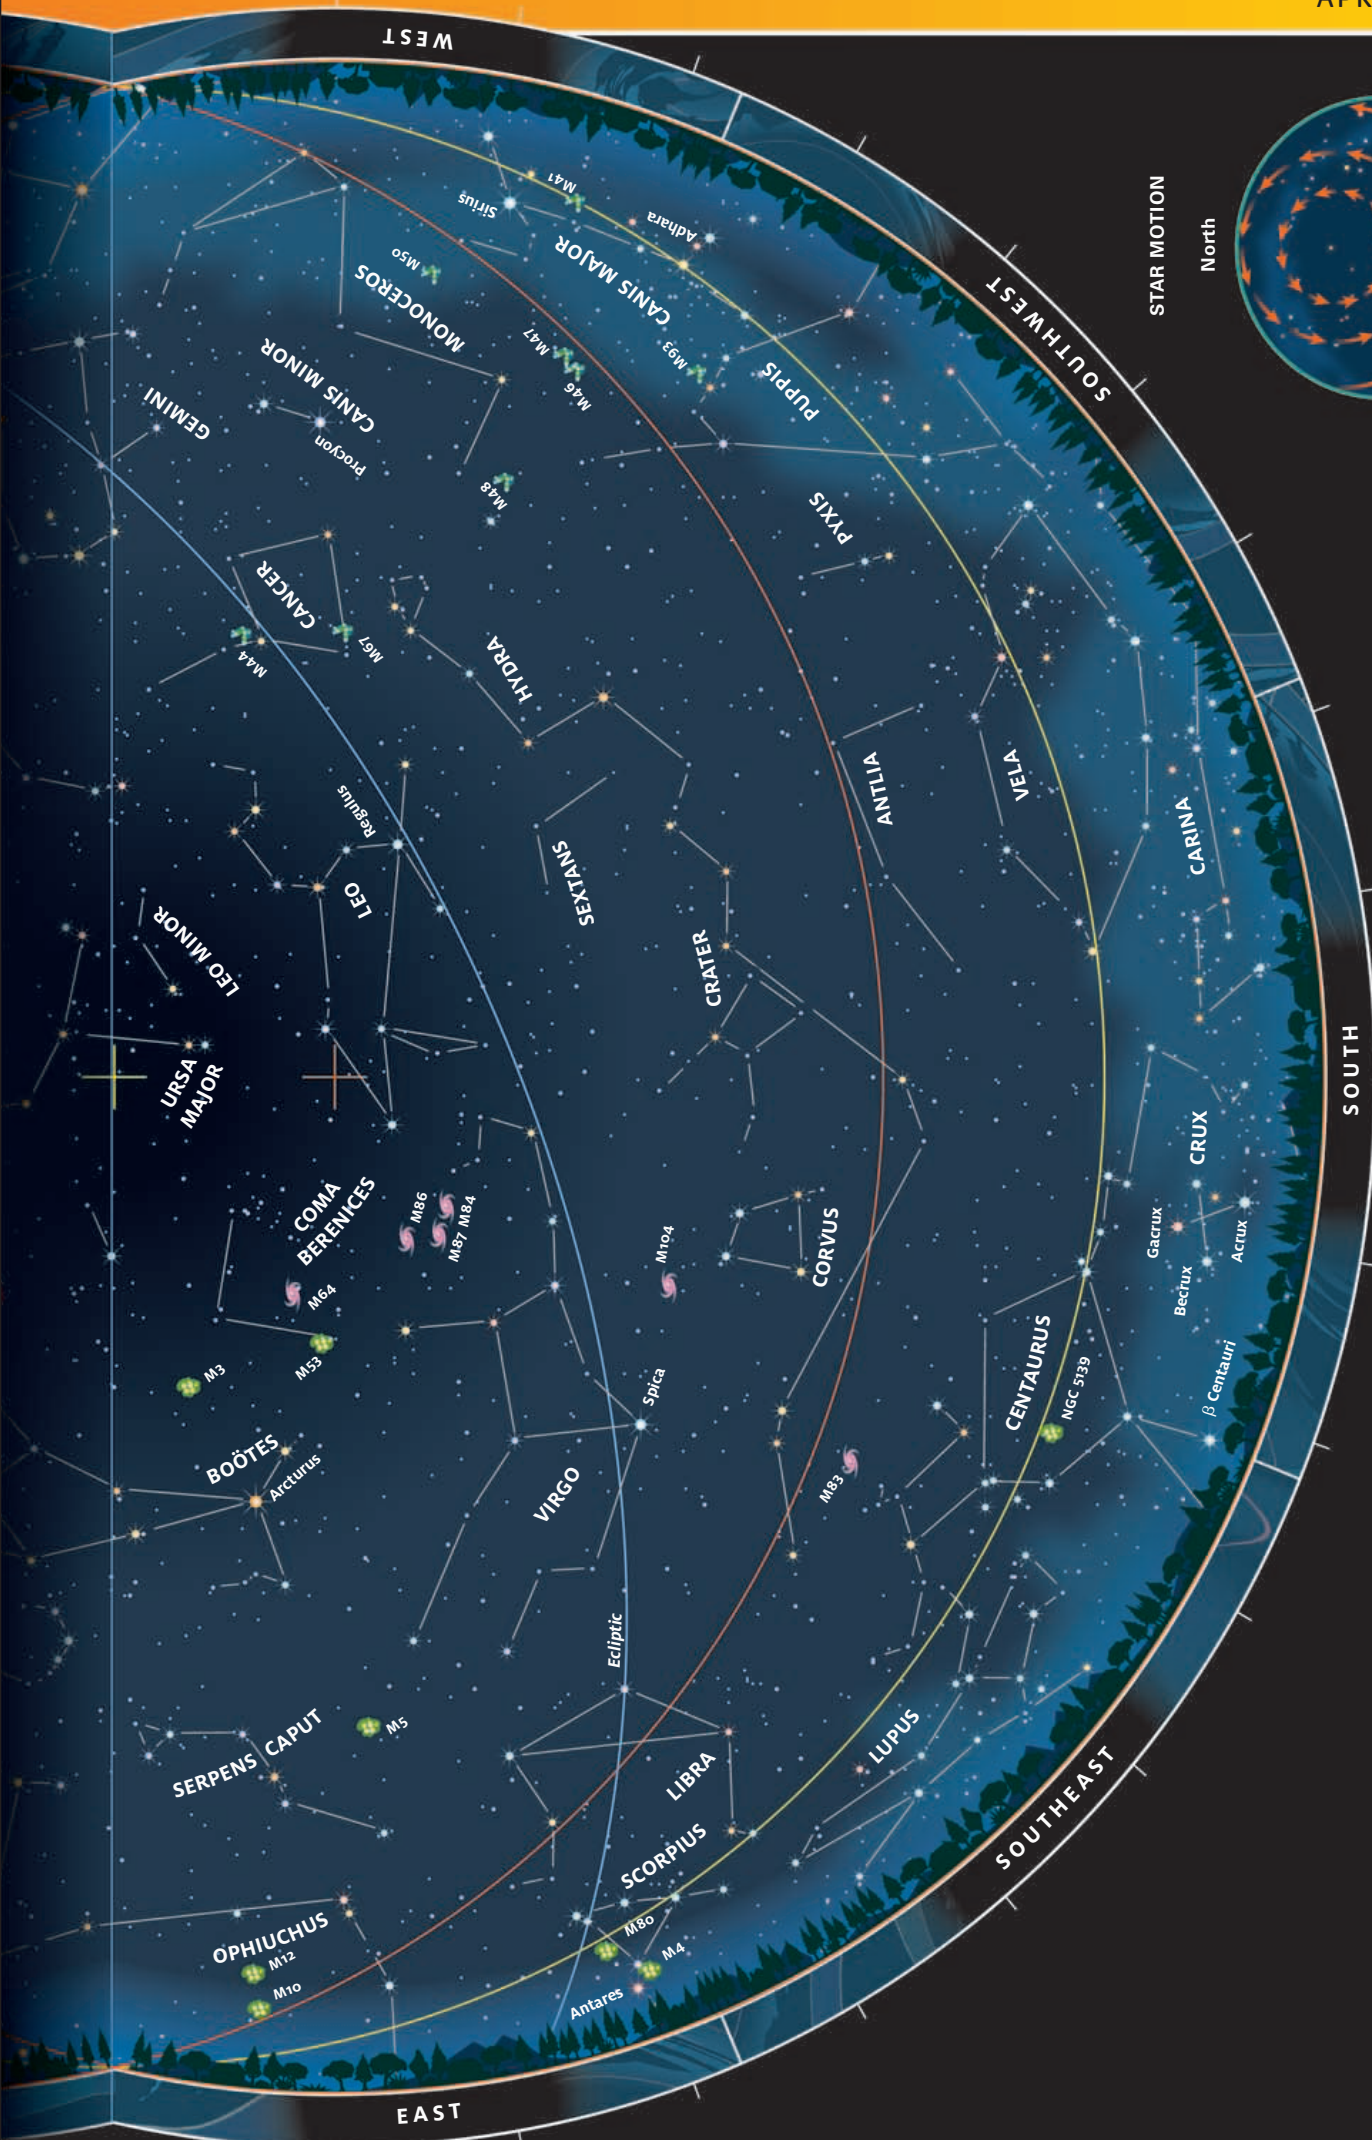 WEST
STAR MOTION
North
M41
Sirius
Adhara
CANIS MAJOR
M50
MONOCEROS
SOUTHWEST
M47
M46
M93
PUPPIS
CANIS MINOR
GEMINI
Procyon
M48
PYXIS
CANCER
M44
M67
HYDRA
ANTLIA
VELA
Regulus
CARINA
LEO
SEXTANS
LEO MINOR
CRATER
URSA
MAJOR
SOUTH
CRUX
COMA
BERENICES
M86
M84
M87
M104
CORVUS
Gacrux
Acrux
Becrux
M64
M53
M3
Spica
CENTAURUS
NGC 5139
β Centauri
BOÖTES
Arcturus
VIRGO
M83
Ecliptic
M5
SERPENS CAPUT
LUPUS
LIBRA
SOUTHEAST
SCORPIUS
OPHIUCHUS
M12
M10
M80
M4
Antares
EAST